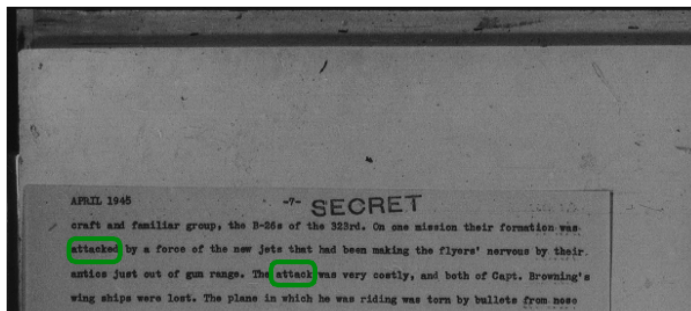 APRIL 1945 -7- SECRET
craft and familiar group, the B-26s of the 323rd. On one mission their formation was
attacked by a force of the new jets that had been making the flyers' nervous by their
antics just out of gun range. The attack was very costly, and both of Capt. Browning's
wing ships were lost. The plane in which he was riding was torn by bullets from nose